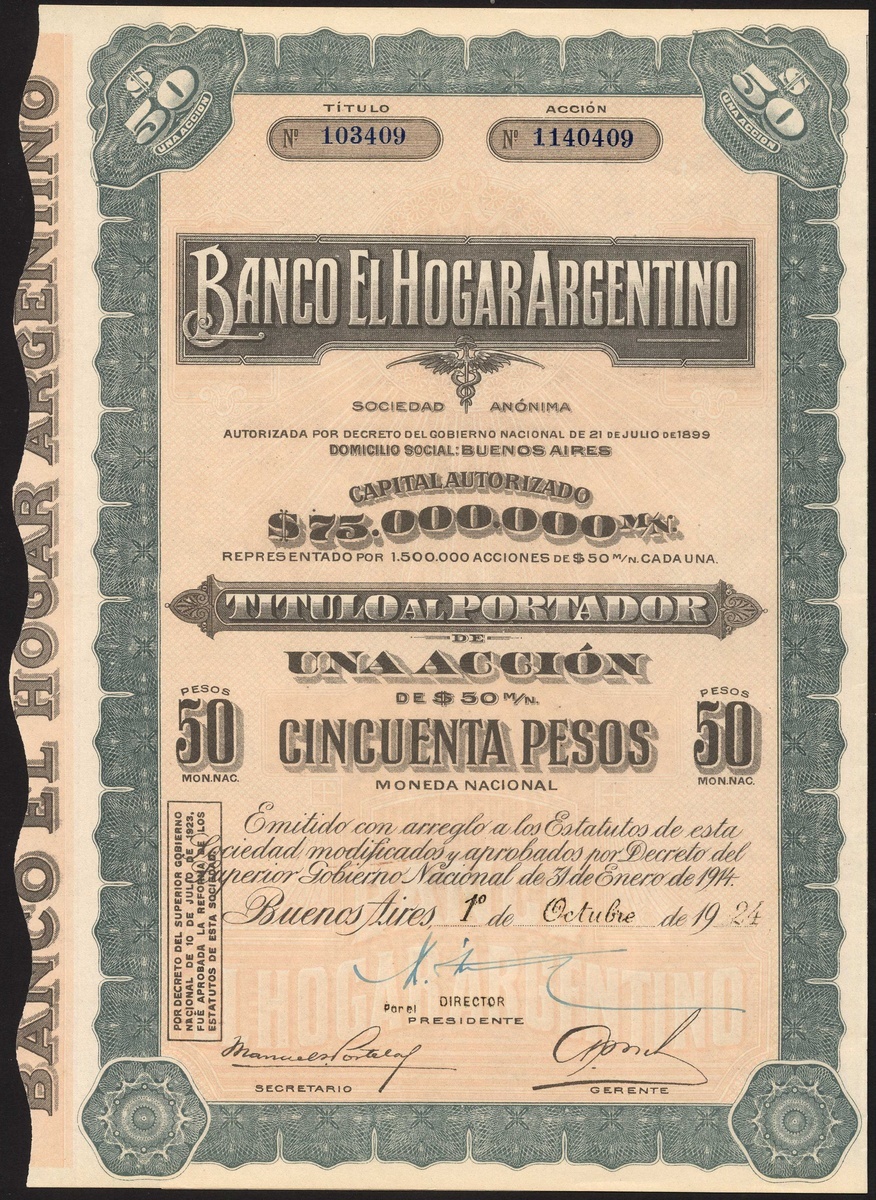 $ 50
UNA ACCIÓN
$ 50
UNA ACCIÓN
TÍTULO
Nº 103409
ACCIÓN
Nº 1140409
BANCO EL HOGAR ARGENTINO
SOCIEDAD ANÓNIMA
AUTORIZADA POR DECRETO DEL GOBIERNO NACIONAL DE 21 DE JULIO DE 1899
DOMICILIO SOCIAL: BUENOS AIRES
CAPITAL AUTORIZADO
$ 75.000.000 M/N.
REPRESENTADO POR 1.500.000 ACCIONES DE $ 50 M/N. CADA UNA.
TITULO AL PORTADOR
DE
UNA ACCIÓN
DE $ 50 M/N.
CINCUENTA PESOS
MONEDA NACIONAL
PESOS
50
MON.NAC.
PESOS
50
MON.NAC.
Emitido con arreglo a los Estatutos de esta
Sociedad, modificados y aprobados por Decreto del
Superior Gobierno Nacional de 31 de Enero de 1914.
Buenos Aires, 1º de Octubre de 1924
POR DECRETO DEL SUPERIOR GOBIERNO
NACIONAL DE 10 DE JULIO DE 1923,
FUÉ APROBADA LA REFORMA DE LOS
ESTATUTOS DE ESTA SOCIEDAD.
Por el DIRECTOR
PRESIDENTE
SECRETARIO
GERENTE
BANCO EL HOGAR ARGENTINO
HOGAR ARGENTINO